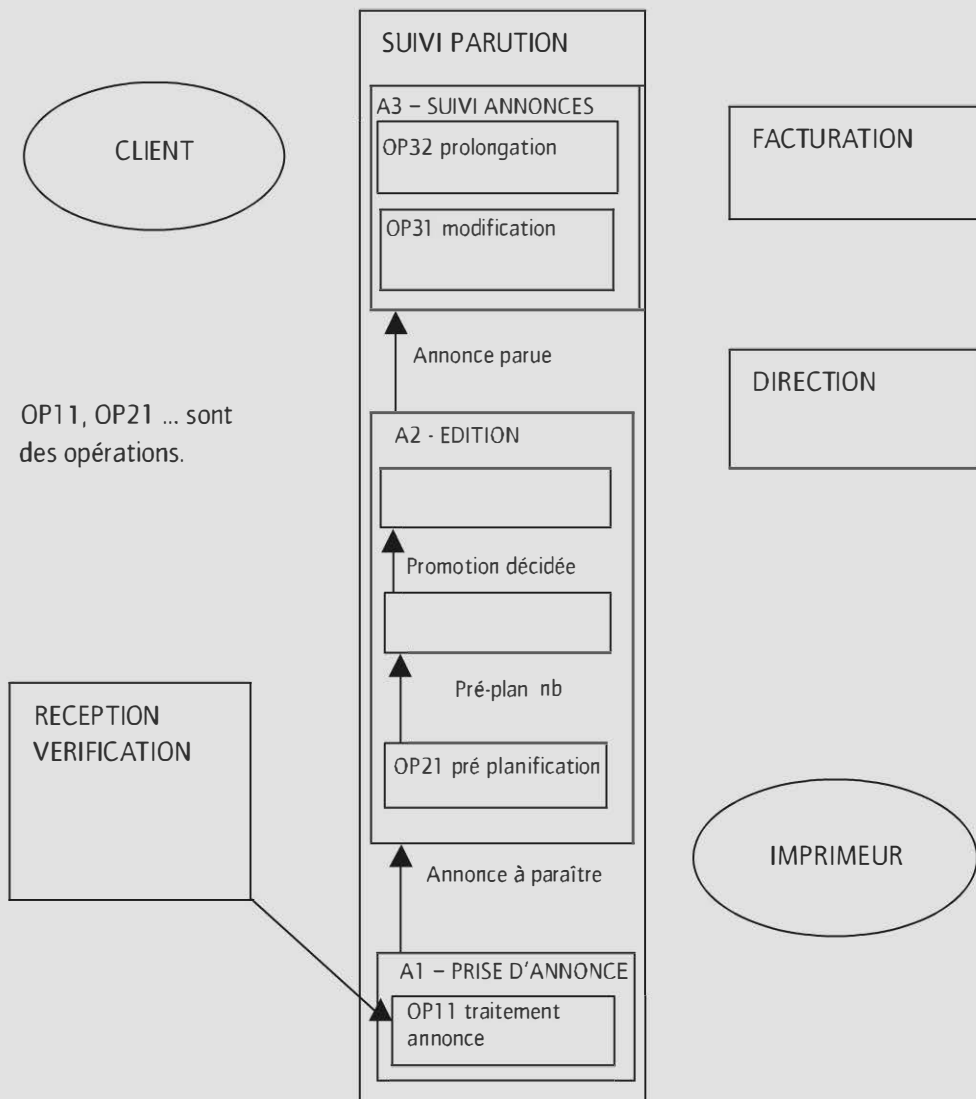 SUIVI PARUTION
A3 – SUIVI ANNONCES
OP32 prolongation
OP31 modification
CLIENT
FACTURATION
Annonce parue
DIRECTION
OP11, OP21 ... sont
des opérations.
A2 - EDITION
Promotion décidée
Pré-plan nb
OP21 pré planification
RECEPTION
VERIFICATION
IMPRIMEUR
Annonce à paraître
A1 – PRISE D'ANNONCE
OP11 traitement
annonce